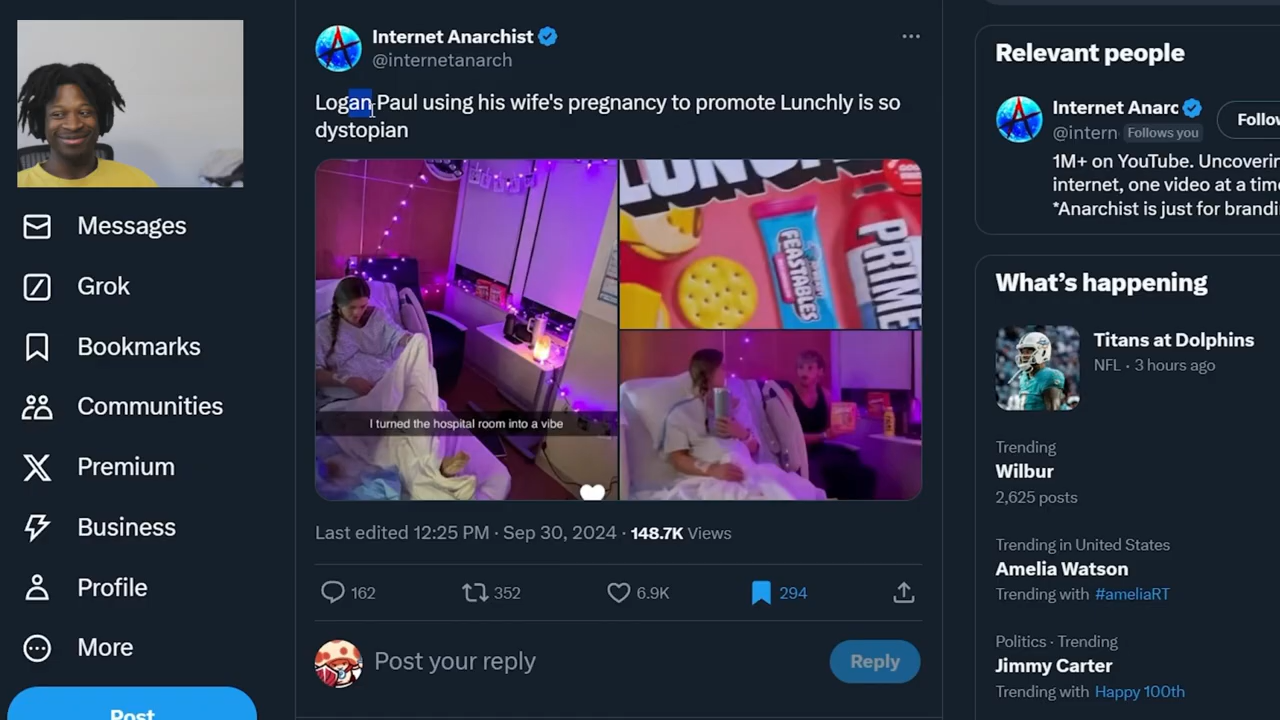 Messages
Grok
Bookmarks
Communities
Premium
Business
Profile
More
Post
Internet Anarchist
@internetanarch
Logan Paul using his wife's pregnancy to promote Lunchly is so
dystopian
I turned the hospital room into a vibe
FEASTABLES
PRIME
Last edited 12:25 PM · Sep 30, 2024 · 148.7K Views
162
352
6.9K
294
Post your reply
Reply
Relevant people
Internet Anarc
@intern Follows you
Follo
1M+ on YouTube. Uncoverin
internet, one video at a time
*Anarchist is just for brandi
What's happening
Titans at Dolphins
NFL · 3 hours ago
Trending
Wilbur
2,625 posts
Trending in United States
Amelia Watson
Trending with #ameliaRT
Politics · Trending
Jimmy Carter
Trending with Happy 100th